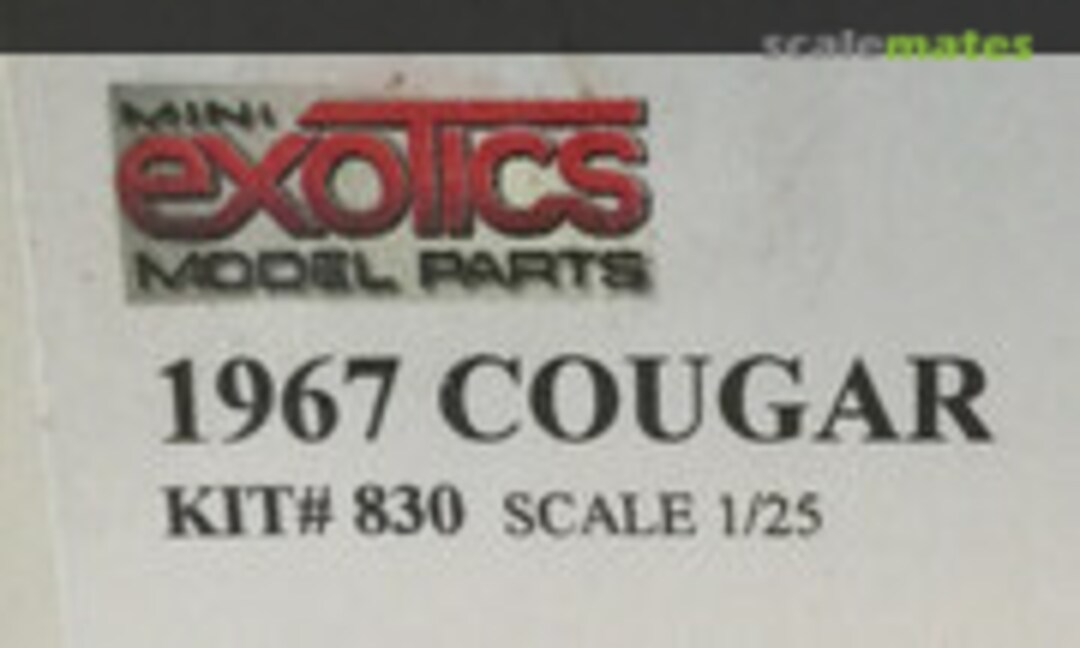 scalemates
MINI
exotics
MODEL PARTS
1967 COUGAR
KIT# 830 SCALE 1/25